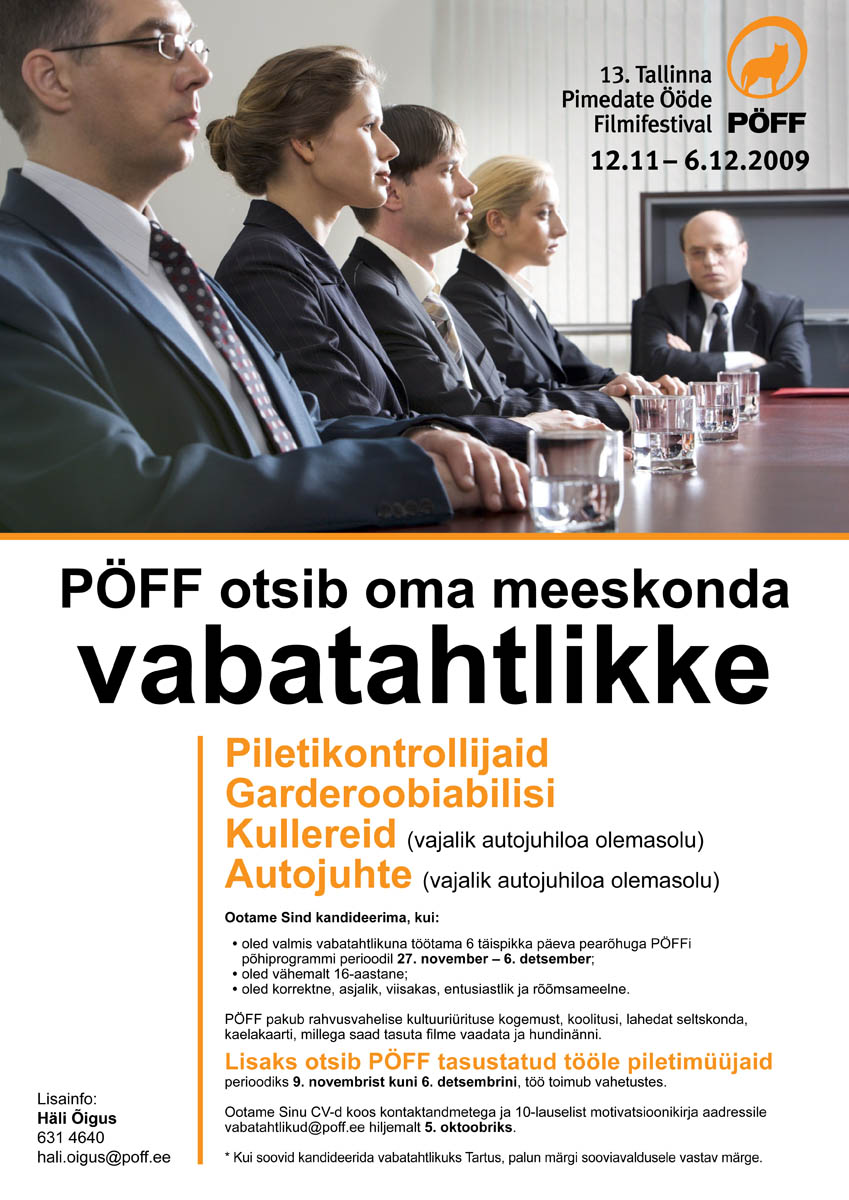 13. Tallinna
Pimedate Ööde
Filmifestival
PÖFF
12.11 – 6.12.2009
PÖFF otsib oma meeskonda
vabatahtlikke
Piletikontrollijaid
Garderoobiabilisi
Kullereid (vajalik autojuhiloa olemasolu)
Autojuhte (vajalik autojuhiloa olemasolu)
Ootame Sind kandideerima, kui:
• oled valmis vabatahtlikuna töötama 6 täispikka päeva pearõhuga PÖFFi
põhiprogrammi perioodil 27. november – 6. detsember;
• oled vähemalt 16-aastane;
• oled korrektne, asjalik, viisakas, entusiastlik ja rõõmsameelne.
PÖFF pakub rahvusvahelise kultuuriürituse kogemust, koolitusi, lahedat seltskonda,
kaelakaarti, millega saad tasuta filme vaadata ja hundinänni.
Lisaks otsib PÖFF tasustatud tööle piletimüüjaid
perioodiks 9. novembrist kuni 6. detsembrini, töö toimub vahetustes.
Ootame Sinu CV-d koos kontaktandmetega ja 10-lauselist motivatsioonikirja aadressile
vabatahtlikud@poff.ee hiljemalt 5. oktoobriks.
* Kui soovid kandideerida vabatahtlikuks Tartus, palun märgi sooviavaldusele vastav märge.
Lisainfo:
Häli Õigus
631 4640
hali.oigus@poff.ee